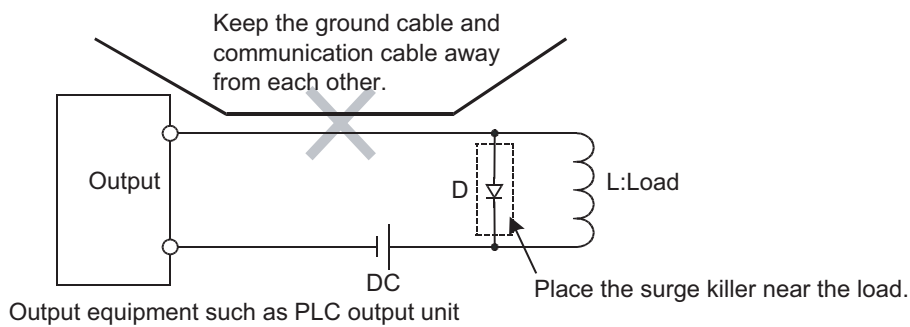 Keep the ground cable and
communication cable away
from each other.
Output
D
L:Load
DC
Place the surge killer near the load.
Output equipment such as PLC output unit